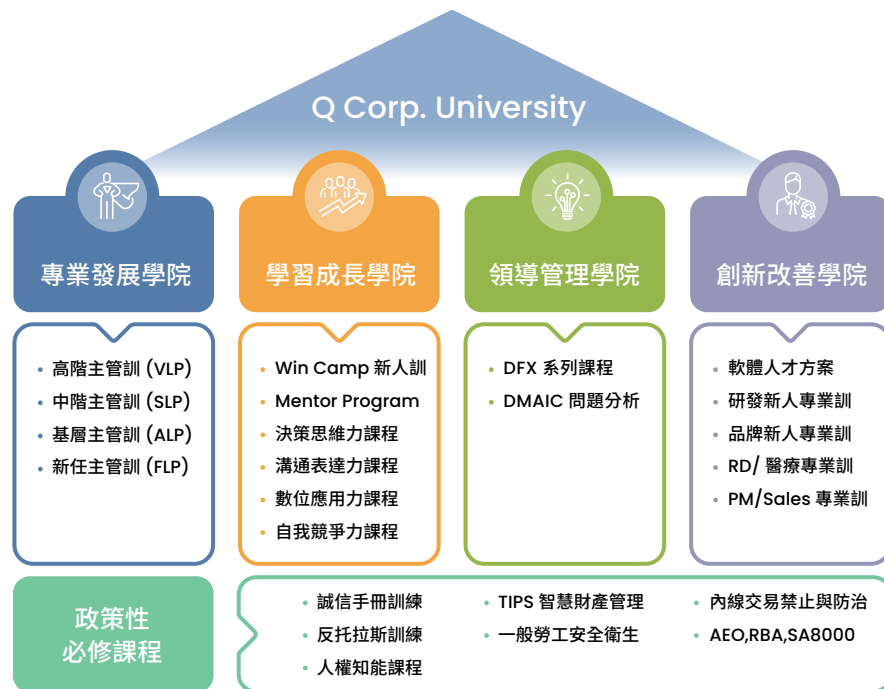 Q Corp. University
專業發展學院
高階主管訓 (VLP)
中階主管訓 (SLP)
基層主管訓 (ALP)
新任主管訓 (FLP)
學習成長學院
Win Camp 新人訓
Mentor Program
決策思維力課程
溝通表達力課程
數位應用力課程
自我競爭力課程
領導管理學院
DFX 系列課程
DMAIC 問題分析
創新改善學院
軟體人才方案
研發新人專業訓
品牌新人專業訓
RD/ 醫療專業訓
PM/Sales 專業訓
政策性
必修課程
誠信手冊訓練
反托拉斯訓練
人權知能課程
TIPS 智慧財產管理
一般勞工安全衛生
內線交易禁止與防治
AEO,RBA,SA8000